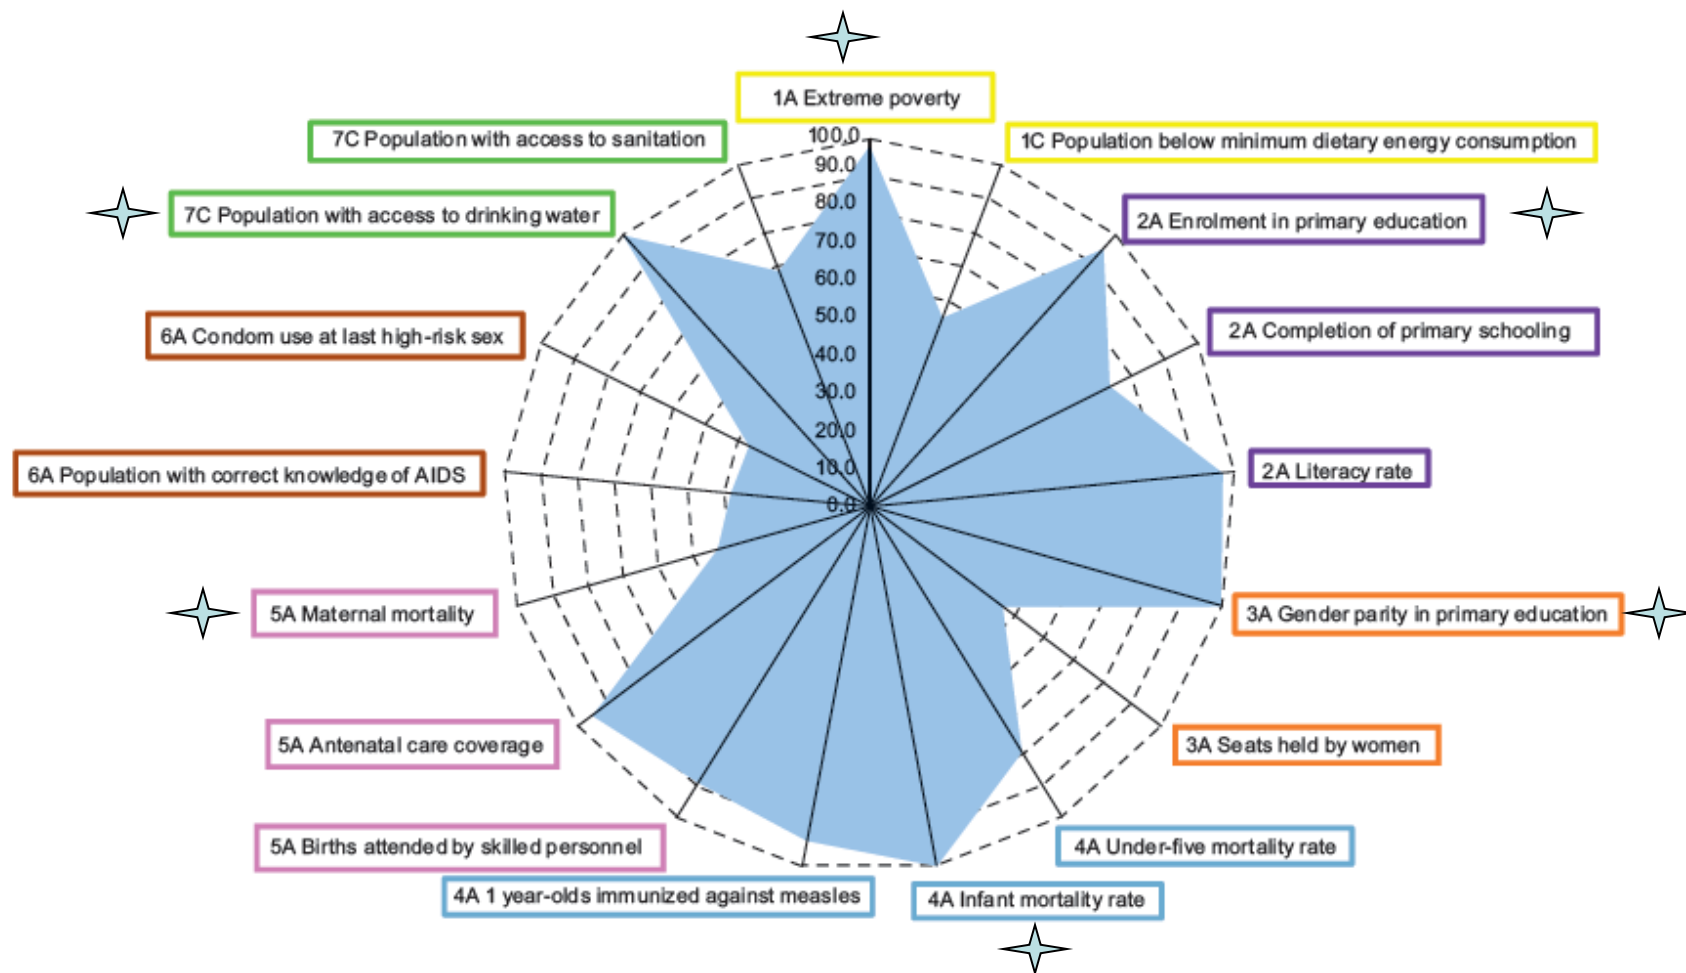 1A Extreme poverty
7C Population with access to sanitation
1C Population below minimum dietary energy consumption
7C Population with access to drinking water
2A Enrolment in primary education
6A Condom use at last high-risk sex
2A Completion of primary schooling
6A Population with correct knowledge of AIDS
2A Literacy rate
5A Maternal mortality
3A Gender parity in primary education
5A Antenatal care coverage
3A Seats held by women
5A Births attended by skilled personnel
4A Under-five mortality rate
4A 1 year-olds immunized against measles
4A Infant mortality rate
100.0
90.0
80.0
70.0
60.0
50.0
40.0
30.0
20.0
10.0
0.0